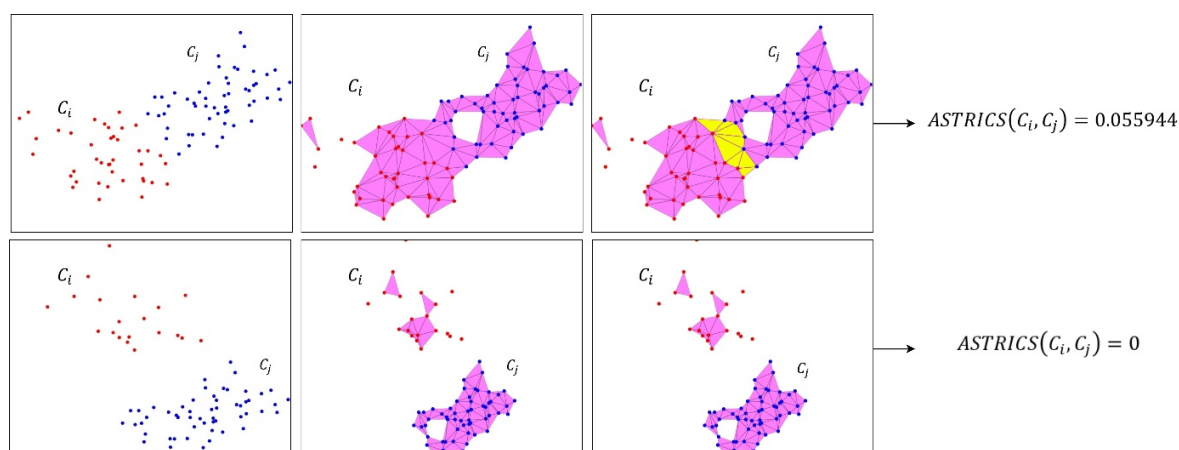 C_j
C_i
C_j
C_i
C_j
C_i
ASTRICS(C_i, C_j) = 0.055944
C_i
C_j
C_i
C_j
C_i
C_j
ASTRICS(C_i, C_j) = 0